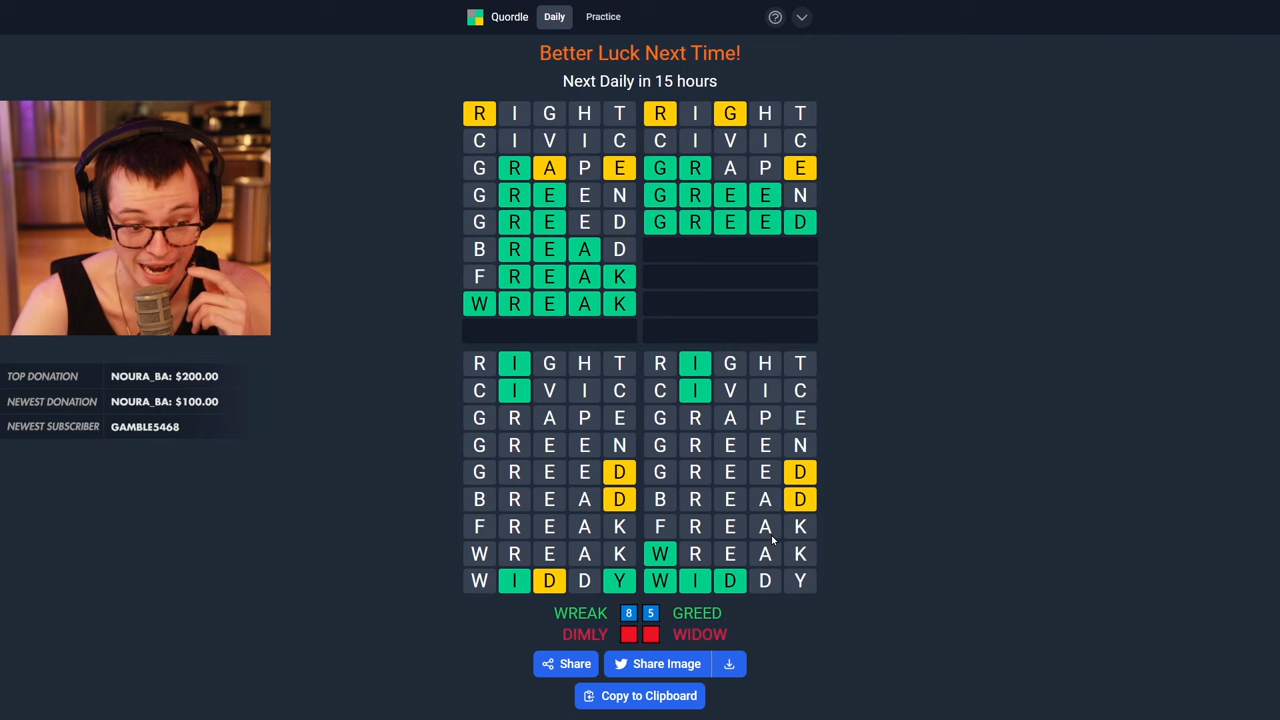 Quordle Daily Practice
Better Luck Next Time!
Next Daily in 15 hours
R I G H T R I G H T
C I V I C C I V I C
G R A P E G R A P E
G R E E N G R E E N
G R E E D G R E E D
B R E A D
F R E A K
W R E A K
R I G H T R I G H T
C I V I C C I V I C
G R A P E G R A P E
G R E E N G R E E N
G R E E D G R E E D
B R E A D B R E A D
F R E A K F R E A K
W R E A K W R E A K
W I D D Y W I D D Y
WREAK 8 5 GREED
DIMLY WIDOW
Share Share Image
Copy to Clipboard
TOP DONATION NOURA_BA: $200.00
NEWEST DONATION NOURA_BA: $100.00
NEWEST SUBSCRIBER GAMBLE5468